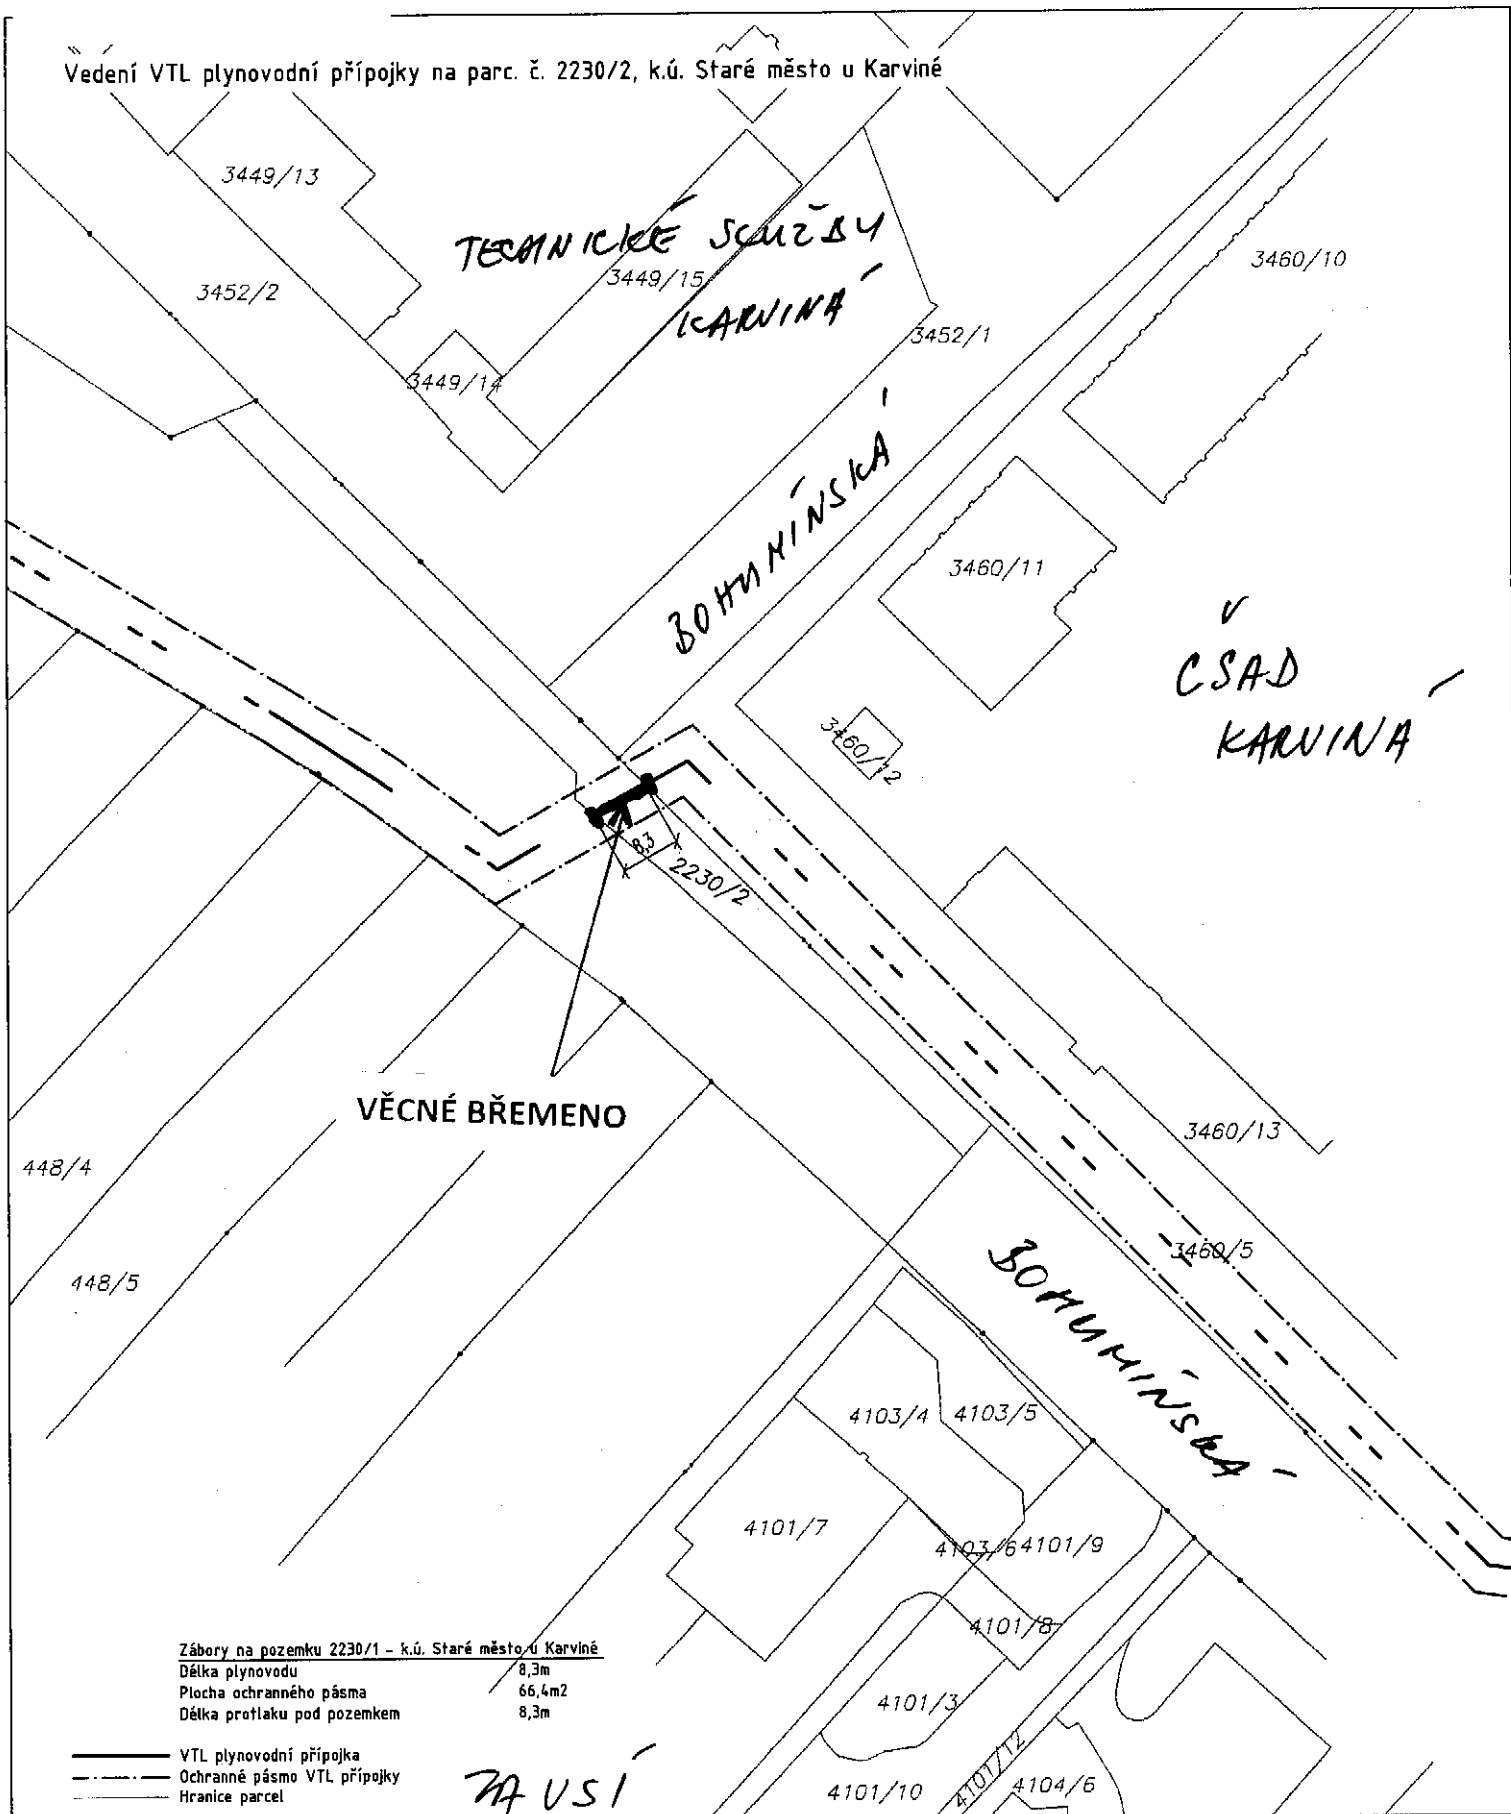 Vedení VTL plynovodní přípojky na parc. č. 2230/2, k.ú. Staré město u Karviné
3449/13
TECHNICKÉ SLUŽBY
KARVINÁ
3449/15
3460/10
3452/2
3452/1
3449/14
BOHUMÍNSKÁ
3460/11
ČSAD
KARVINÁ
3460/12
8,3
2230/2
VĚCNÉ BŘEMENO
3460/13
448/4
3460/5
448/5
BOHUMÍNSKÁ
4103/4
4103/5
4101/7
4103/6
4101/9
4101/8
Zábory na pozemku 2230/1 - k.ú. Staré město u Karviné
Délka plynovodu 8,3m
Plocha ochranného pásma 66,4m2
Délka protlaku pod pozemkem 8,3m
4101/3
VTL plynovodní přípojka
Ochranné pásmo VTL přípojky
Hranice parcel
ZA VSÍ
4101/10
4101/12
4104/6